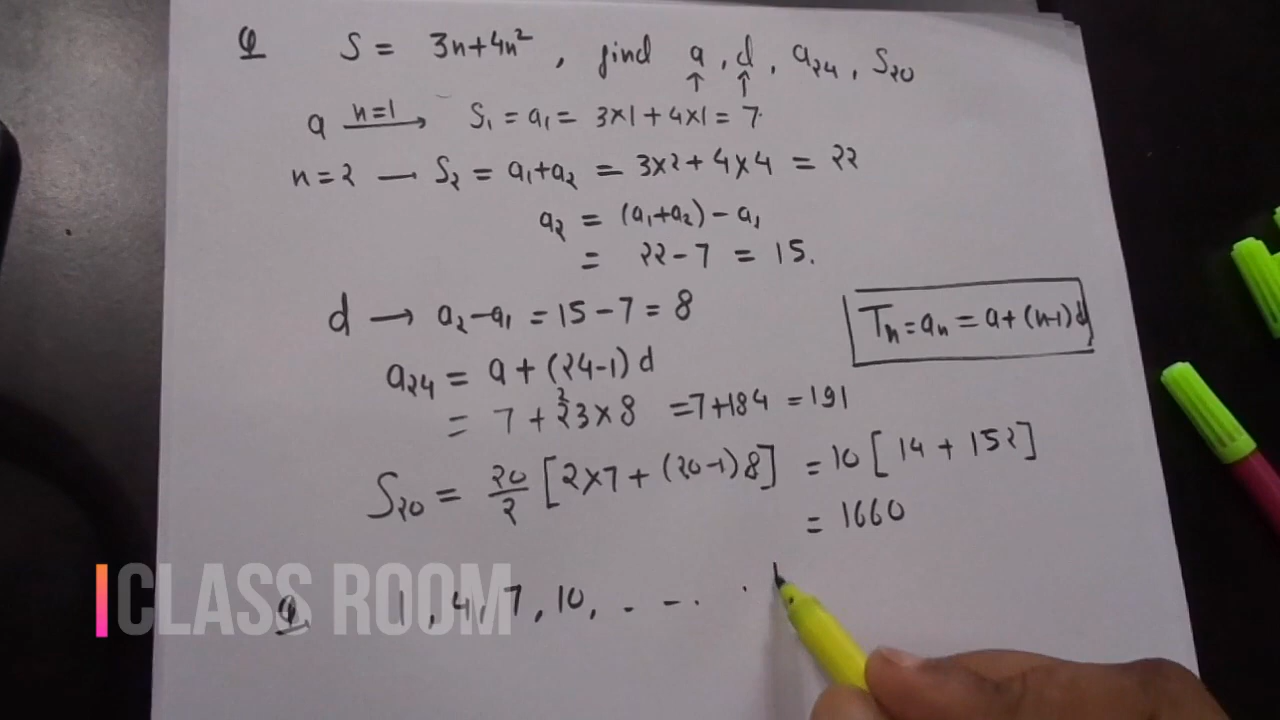 Q S = 3n+4n², find a, d, a₂₄, S₂₀
↑ ↑
a n=1 → S₁ = a₁ = 3×1+4×1 = 7.
n=2 — S₂ = a₁+a₂ = 3×2+4×4 = 22
a₂ = (a₁+a₂)-a₁
= 22-7 = 15.
d → a₂-a₁ = 15-7 = 8
Tₙ=aₙ=a+(n-1)d
a₂₄ = a+(24-1)d
= 7+23×8 =7+184 =191
S₂₀ = 20/2 [2×7+(20-1)8] = 10[14+152]
= 1660
CLASS ROOM
Q 1, 4, 7, 10, . - . .